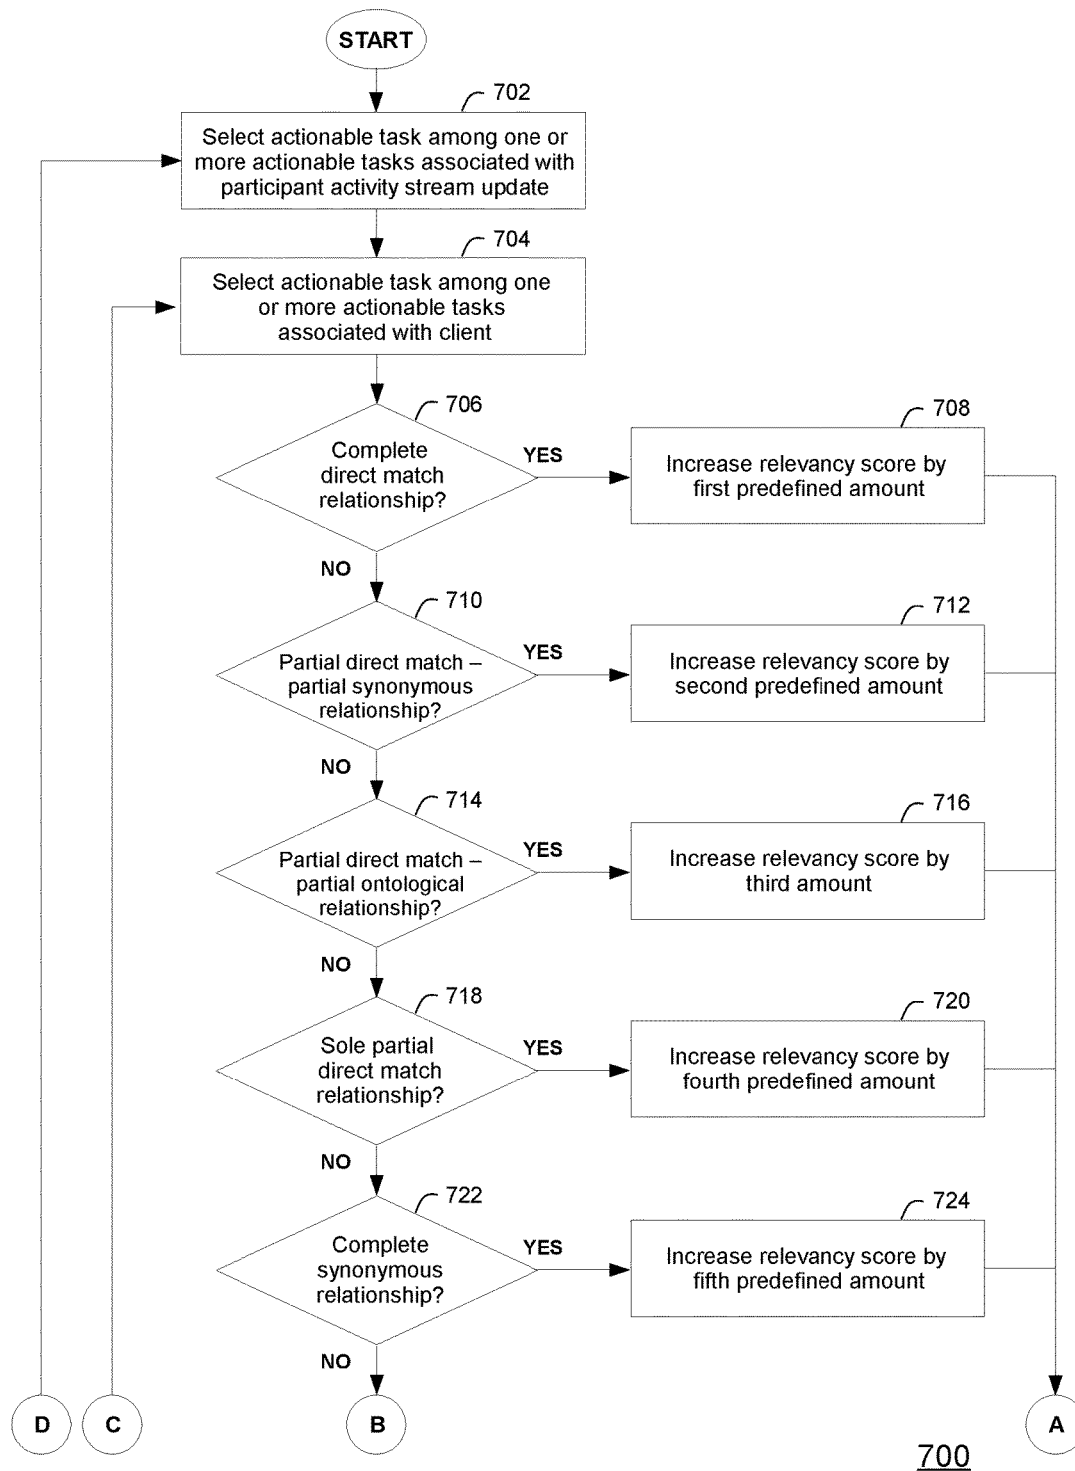 START
702
Select actionable task among one or
more actionable tasks associated with
participant activity stream update
704
Select actionable task among one
or more actionable tasks
associated with client
706
Complete
direct match
relationship?
YES
708
Increase relevancy score by
first predefined amount
NO
710
Partial direct match –
partial synonymous
relationship?
YES
712
Increase relevancy score by
second predefined amount
NO
714
Partial direct match –
partial ontological
relationship?
YES
716
Increase relevancy score by
third amount
NO
718
Sole partial
direct match
relationship?
YES
720
Increase relevancy score by
fourth predefined amount
NO
722
Complete
synonymous
relationship?
YES
724
Increase relevancy score by
fifth predefined amount
NO
D
C
B
A
700